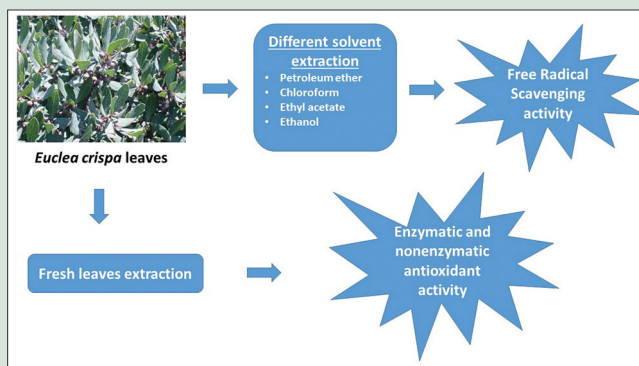 Different solvent
extraction
• Petroleum ether
• Chloroform
• Ethyl acetate
• Ethanol
Free Radical
Scavenging
activity
Euclea crispa leaves
Fresh leaves extraction
Enzymatic and
nonenzymatic
antioxidant
activity